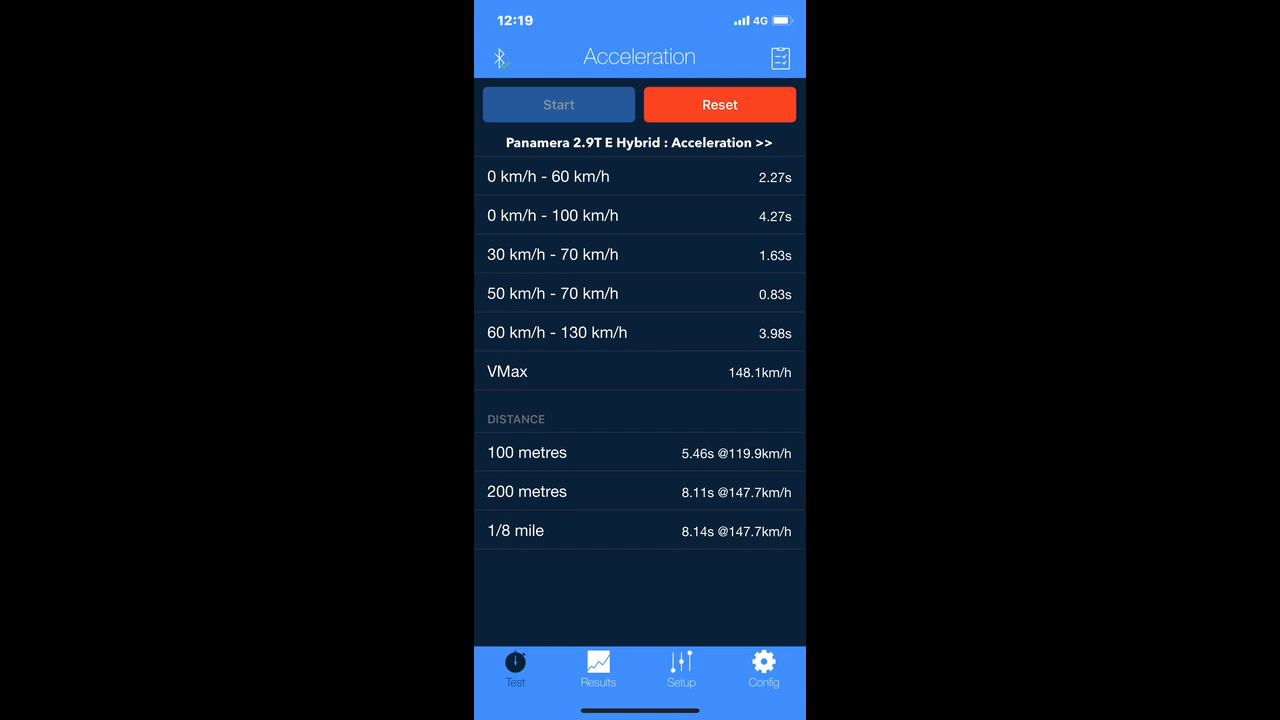 12:19 4G
Acceleration
Start Reset
Panamera 2.9T E Hybrid : Acceleration >>
0 km/h - 60 km/h 2.27s
0 km/h - 100 km/h 4.27s
30 km/h - 70 km/h 1.63s
50 km/h - 70 km/h 0.83s
60 km/h - 130 km/h 3.98s
VMax 148.1km/h
DISTANCE
100 metres 5.46s @119.9km/h
200 metres 8.11s @147.7km/h
1/8 mile 8.14s @147.7km/h
Test Results Setup Config